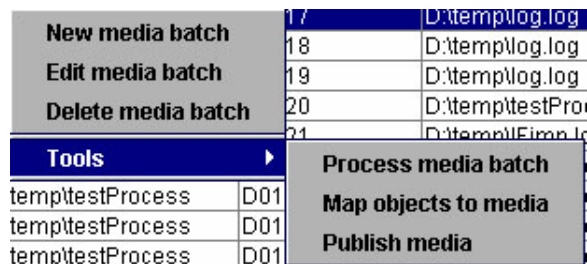 New media batch
Edit media batch
Delete media batch
Tools
17 D:\temp\log.log
18 D:\temp\log.log
19 D:\temp\log.log
20
21
Process media batch
Map objects to media
Publish media
temp\testProcess D01
temp\testProcess D01
temp\testProcess D01